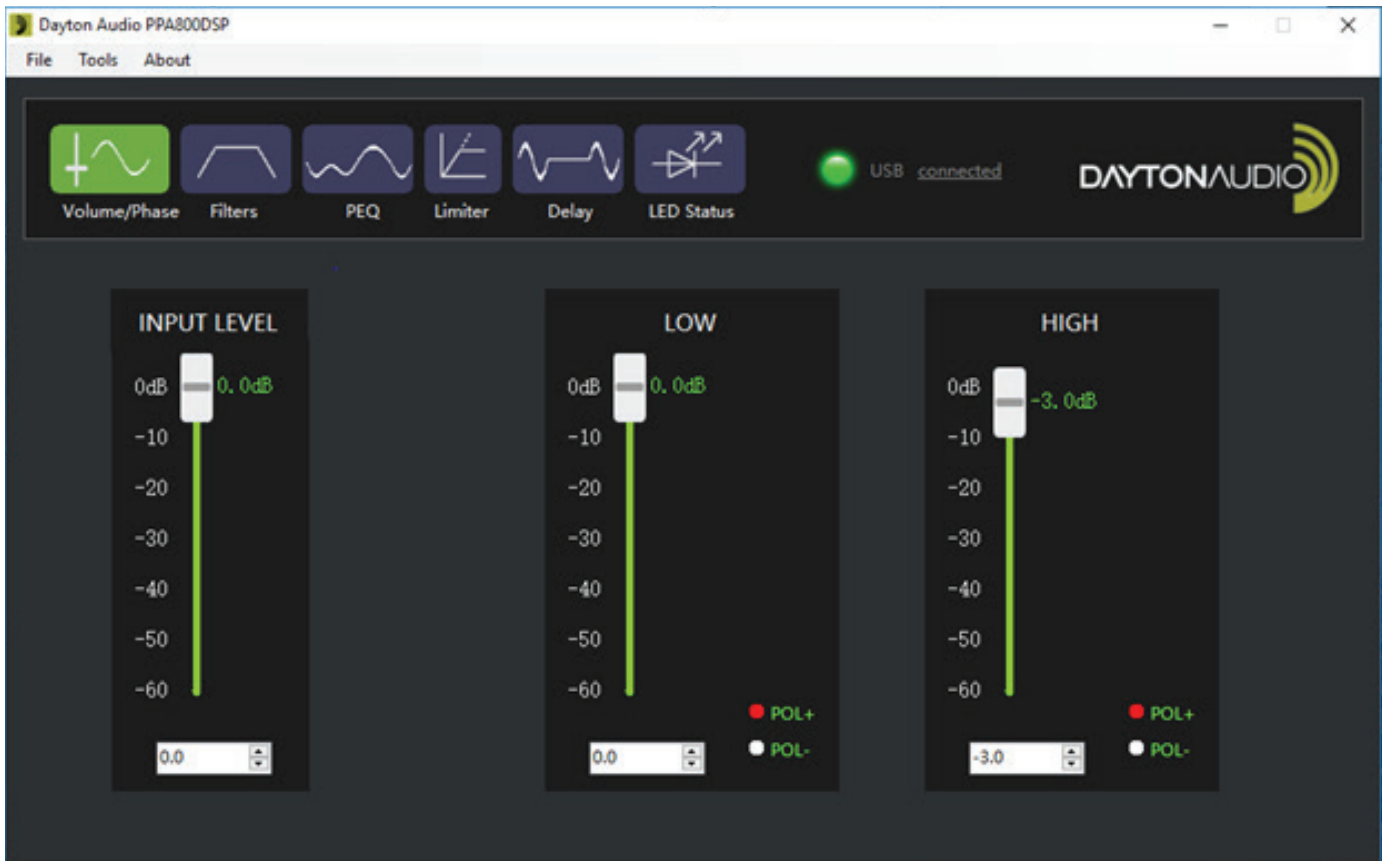 Dayton Audio PPA800DSP
File Tools About
Volume/Phase Filters PEQ Limiter Delay LED Status
USB connected
DAYTONAUDIO
INPUT LEVEL
0dB 0.0dB
-10
-20
-30
-40
-50
-60
0.0
LOW
0dB 0.0dB
-10
-20
-30
-40
-50
-60
POL+
POL-
0.0
HIGH
0dB -3.0dB
-10
-20
-30
-40
-50
-60
POL+
POL-
-3.0